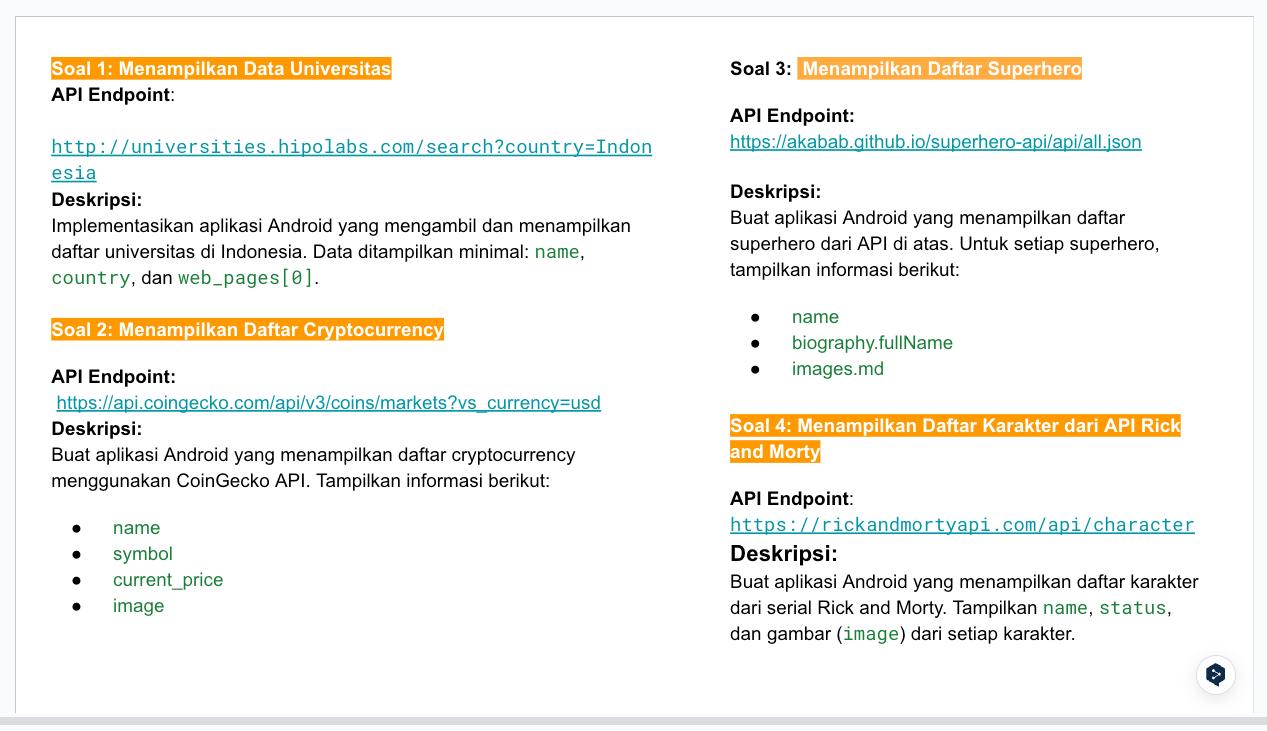 Soal 1: Menampilkan Data Universitas
API Endpoint:
http://universities.hipolabs.com/search?country=Indon
esia
Deskripsi:
Implementasikan aplikasi Android yang mengambil dan menampilkan
daftar universitas di Indonesia. Data ditampilkan minimal: name,
country, dan web_pages[0].
Soal 2: Menampilkan Daftar Cryptocurrency
API Endpoint:
https://api.coingecko.com/api/v3/coins/markets?vs_currency=usd
Deskripsi:
Buat aplikasi Android yang menampilkan daftar cryptocurrency
menggunakan CoinGecko API. Tampilkan informasi berikut:
● name
● symbol
● current_price
● image
Soal 3: Menampilkan Daftar Superhero
API Endpoint:
https://akabab.github.io/superhero-api/api/all.json
Deskripsi:
Buat aplikasi Android yang menampilkan daftar
superhero dari API di atas. Untuk setiap superhero,
tampilkan informasi berikut:
● name
● biography.fullName
● images.md
Soal 4: Menampilkan Daftar Karakter dari API Rick
and Morty
API Endpoint:
https://rickandmortyapi.com/api/character
Deskripsi:
Buat aplikasi Android yang menampilkan daftar karakter
dari serial Rick and Morty. Tampilkan name, status,
dan gambar (image) dari setiap karakter.